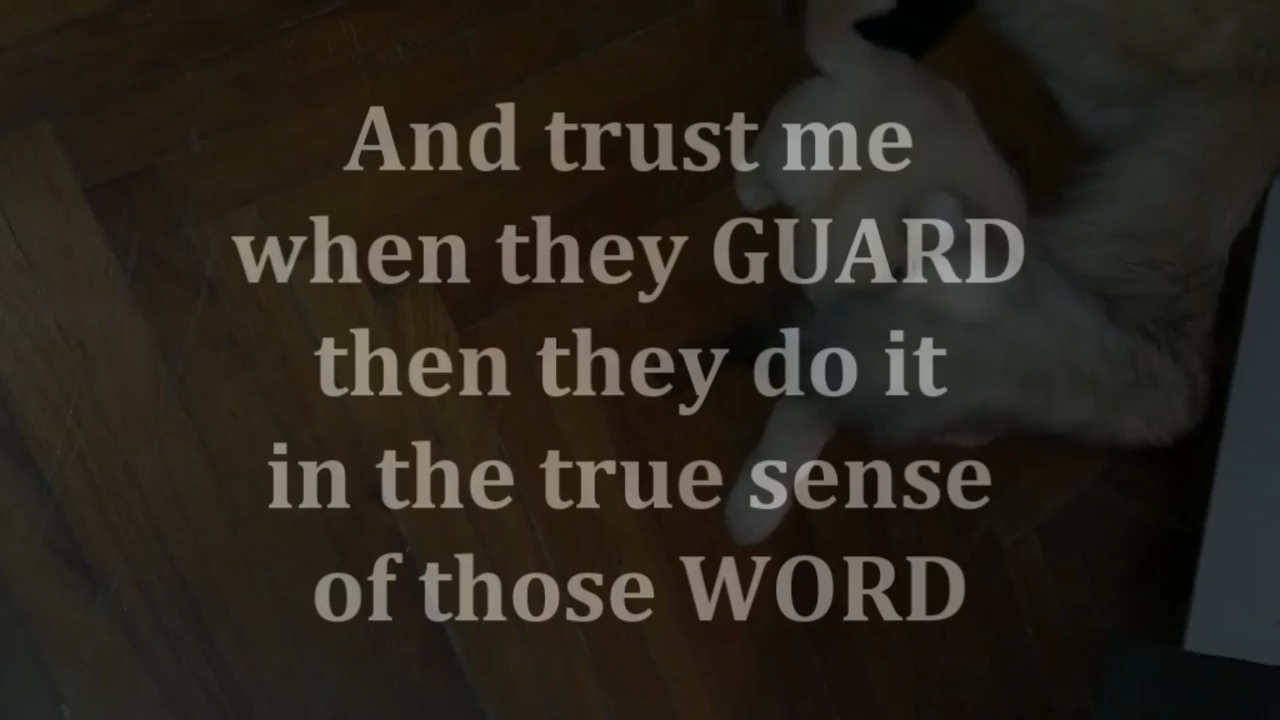 And trust me
when they GUARD
then they do it
in the true sense
of those WORD